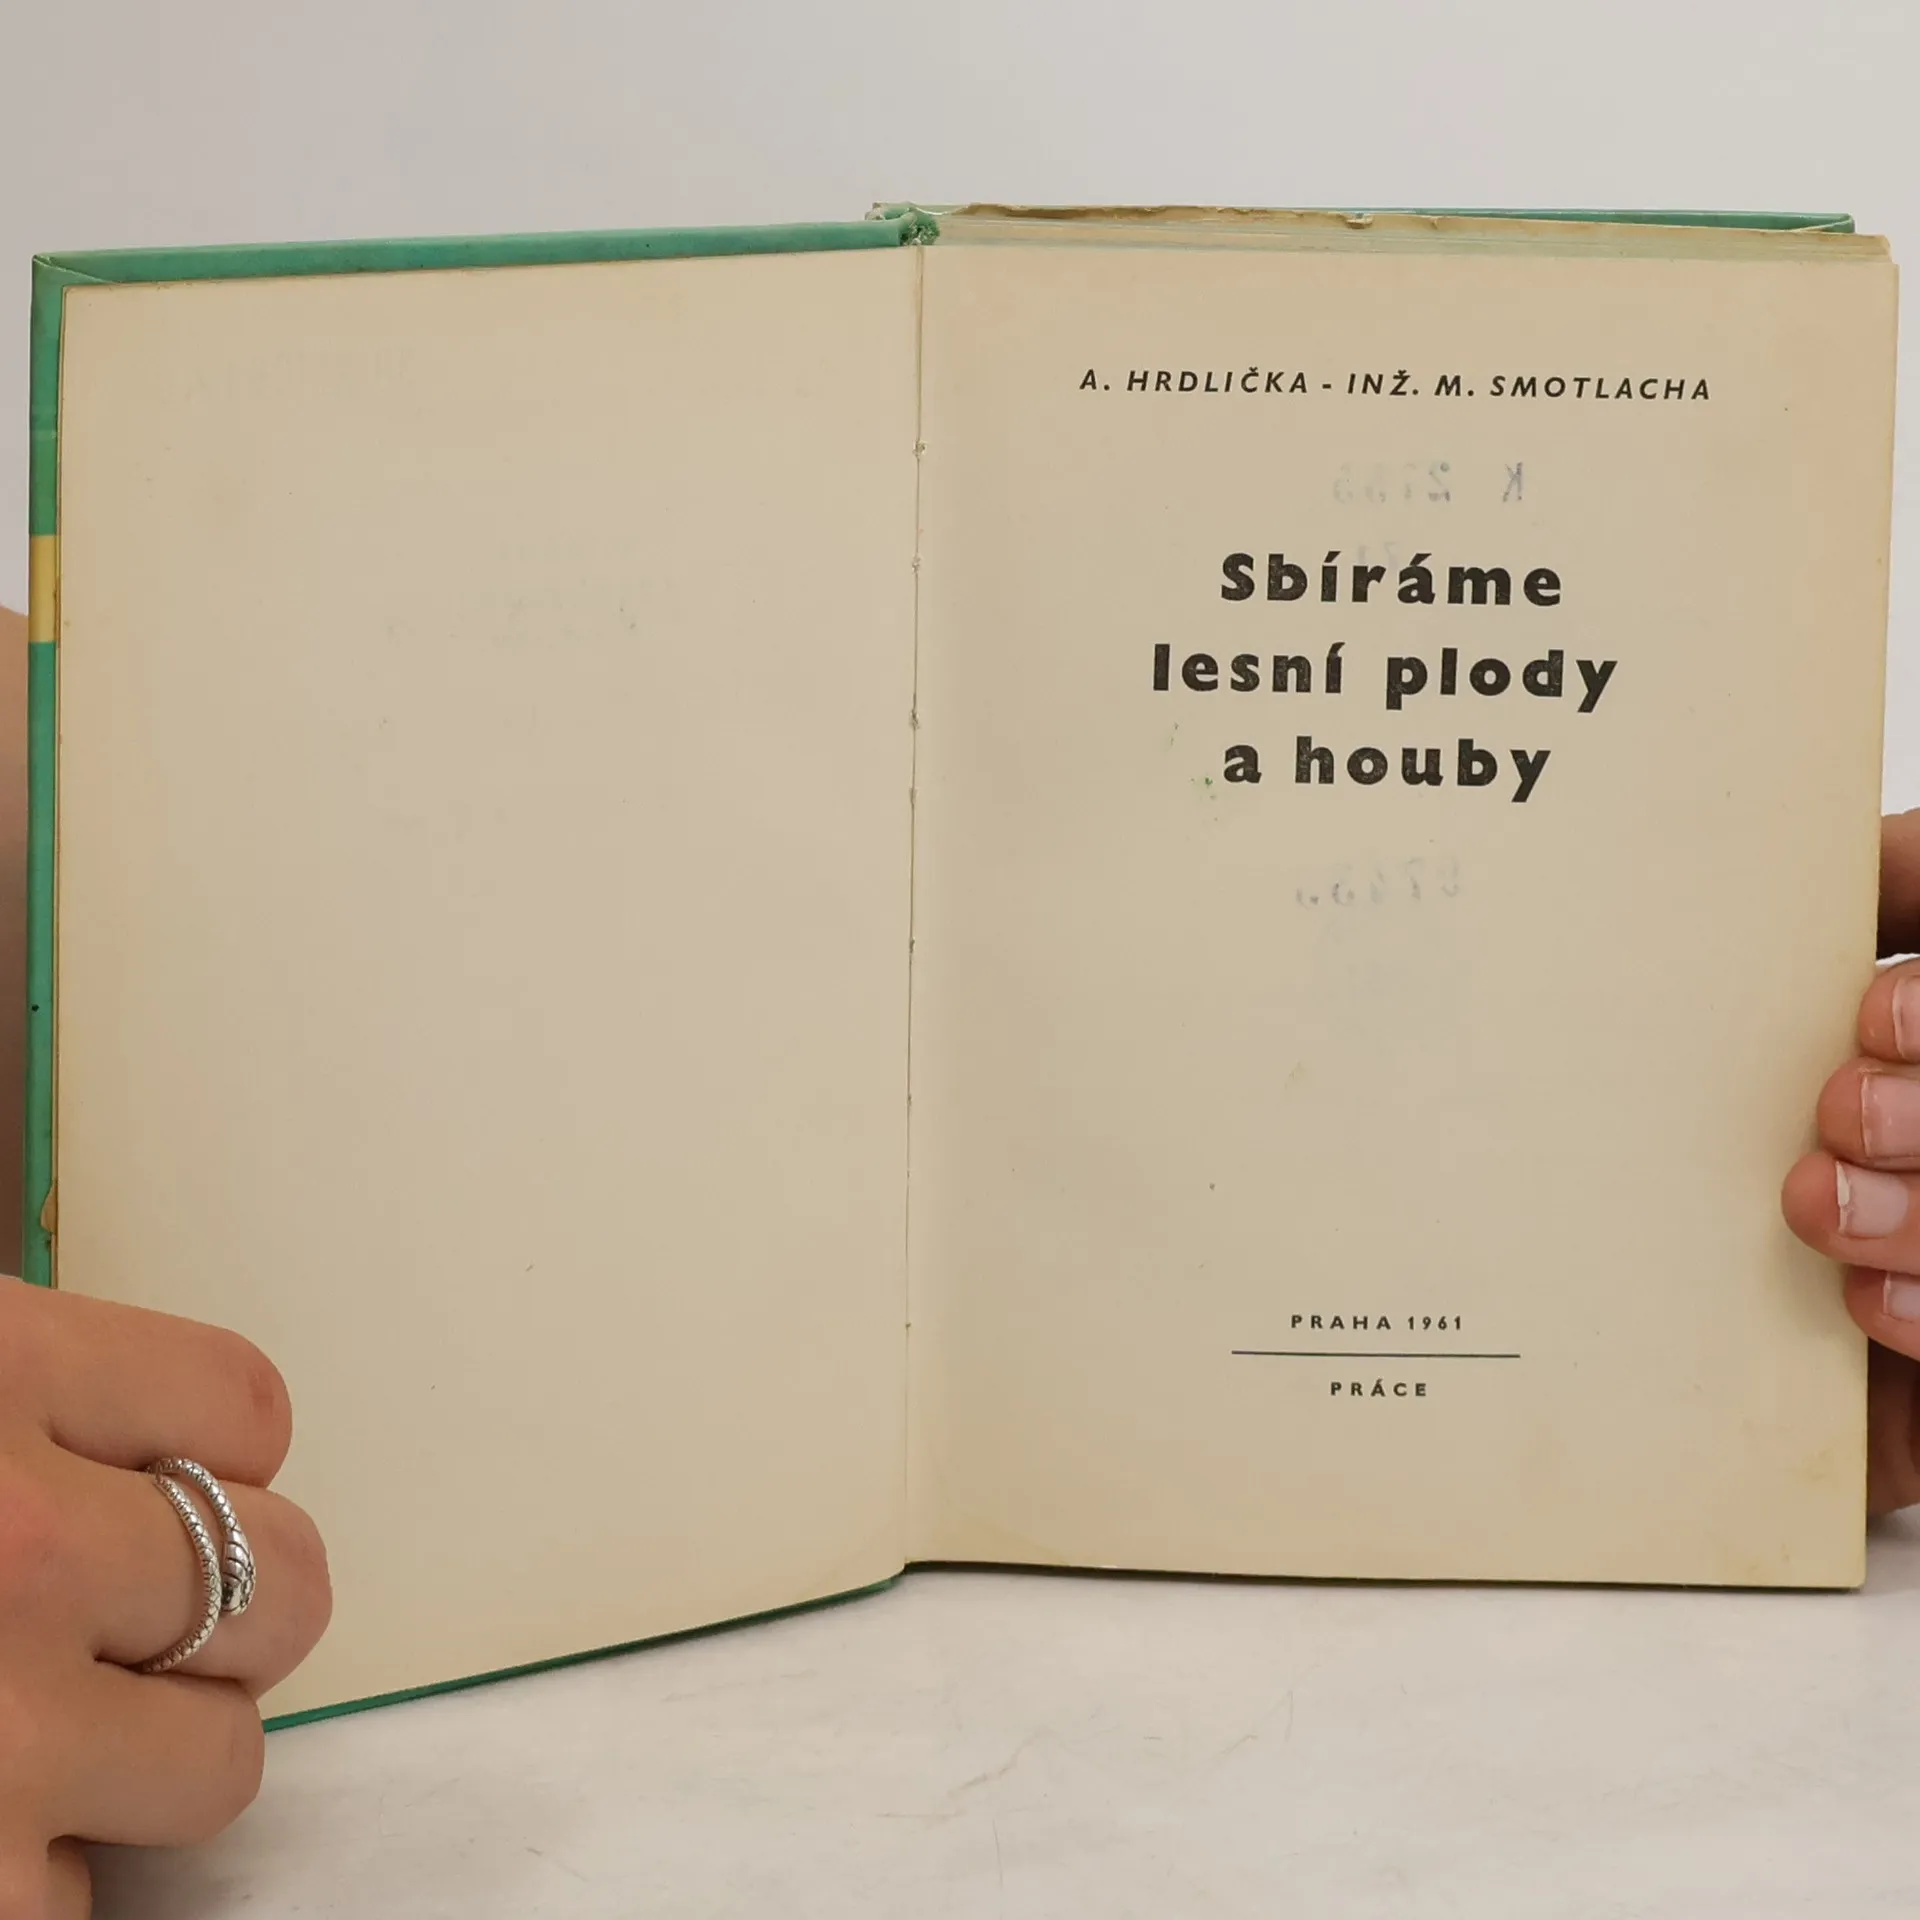 A. HRDLIČKA - INŽ. M. SMOTLACHA
Sbíráme
lesní plody
a houby
PRAHA 1961
PRÁCE